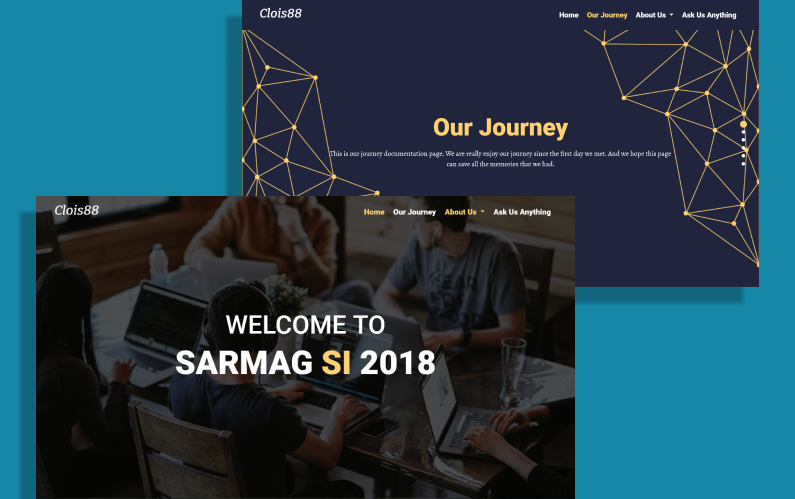 Clois88
Home Our Journey About Us Ask Us Anything
Our Journey
This is our journey documentation page. We are really enjoy our journey since the first day we met. And we hope this page
can save all the memories that we had.
Clois88
Home Our Journey About Us Ask Us Anything
WELCOME TO
SARMAG SI 2018